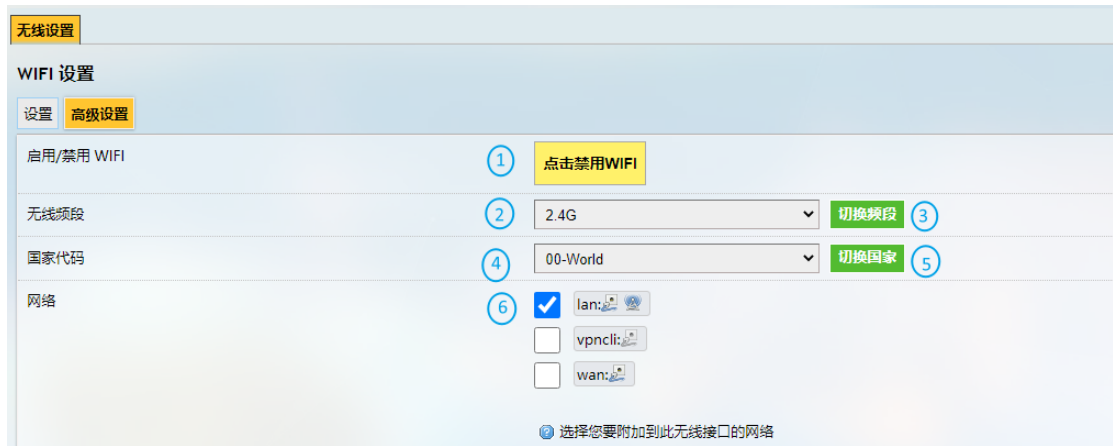 无线设置
WIFI 设置
设置 高级设置
启用/禁用 WIFI 1 点击禁用WIFI
无线频段 2 2.4G 切换频段 3
国家代码 4 00-World 切换国家 5
网络 6 lan:
vpncli:
wan:
选择您要附加到此无线接口的网络